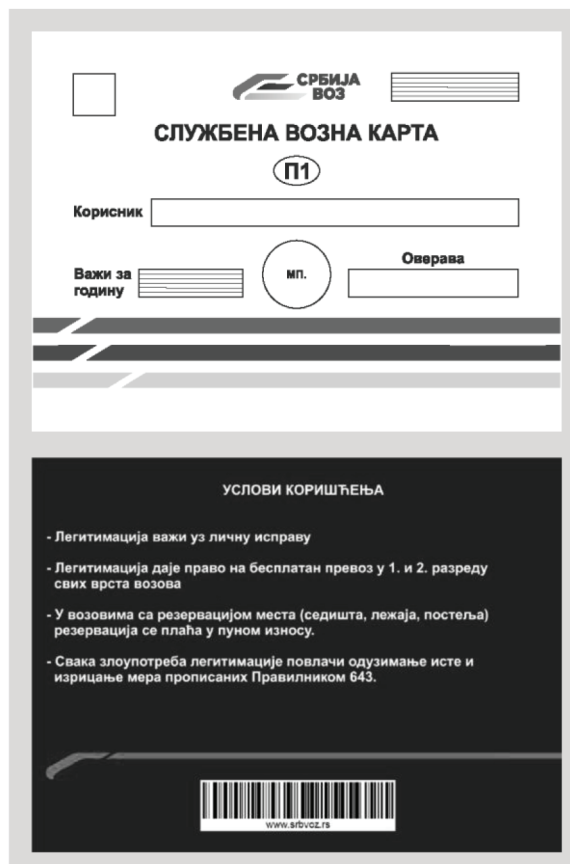 СРБИЈА
ВОЗ
СЛУЖБЕНА ВОЗНА КАРТА
П1
Корисник
Важи за
годину
МП.
Оверава
УСЛОВИ КОРИШЋЕЊА
- Легитимација важи уз личну исправу
- Легитимација даје право на бесплатан превоз у 1. и 2. разреду
свих врста возова
- У возовима са резервацијом места (седишта, лежаја, постеља)
резервација се плаћа у пуном износу.
- Свака злоупотреба легитимације повлачи одузимање исте и
изрицање мера прописаних Правилником 643.
www.srbvoz.rs